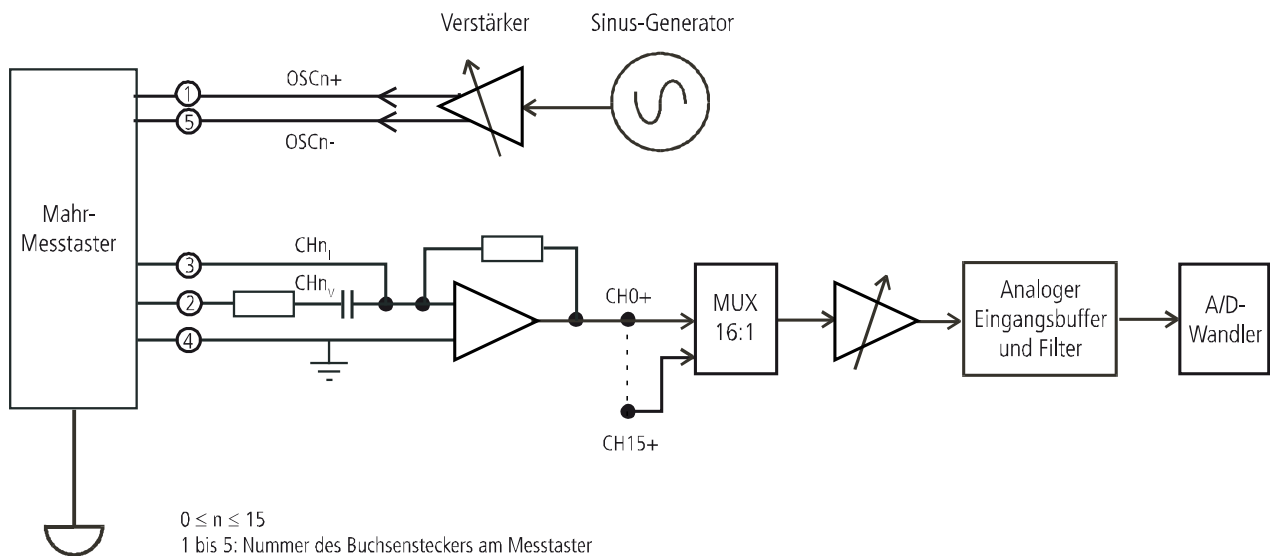 Verstärker
Sinus-Generator
OSCn+
1
5
OSCn-
Mahr-
Messtaster
3
CHnI
2
CHnV
4
CH0+
CH15+
MUX
16:1
Analoger
Eingangsbuffer
und Filter
A/D-
Wandler
0 ≤ n ≤ 15
1 bis 5: Nummer des Buchsensteckers am Messtaster